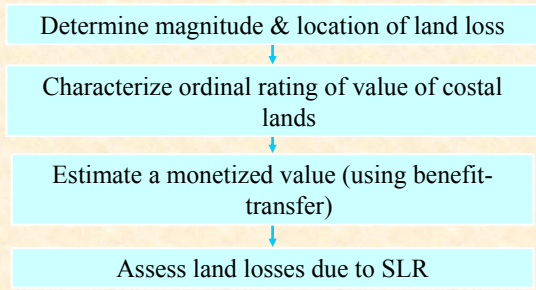 Determine magnitude & location of land loss
Characterize ordinal rating of value of costal
lands
Estimate a monetized value (using benefit-
transfer)
Assess land losses due to SLR